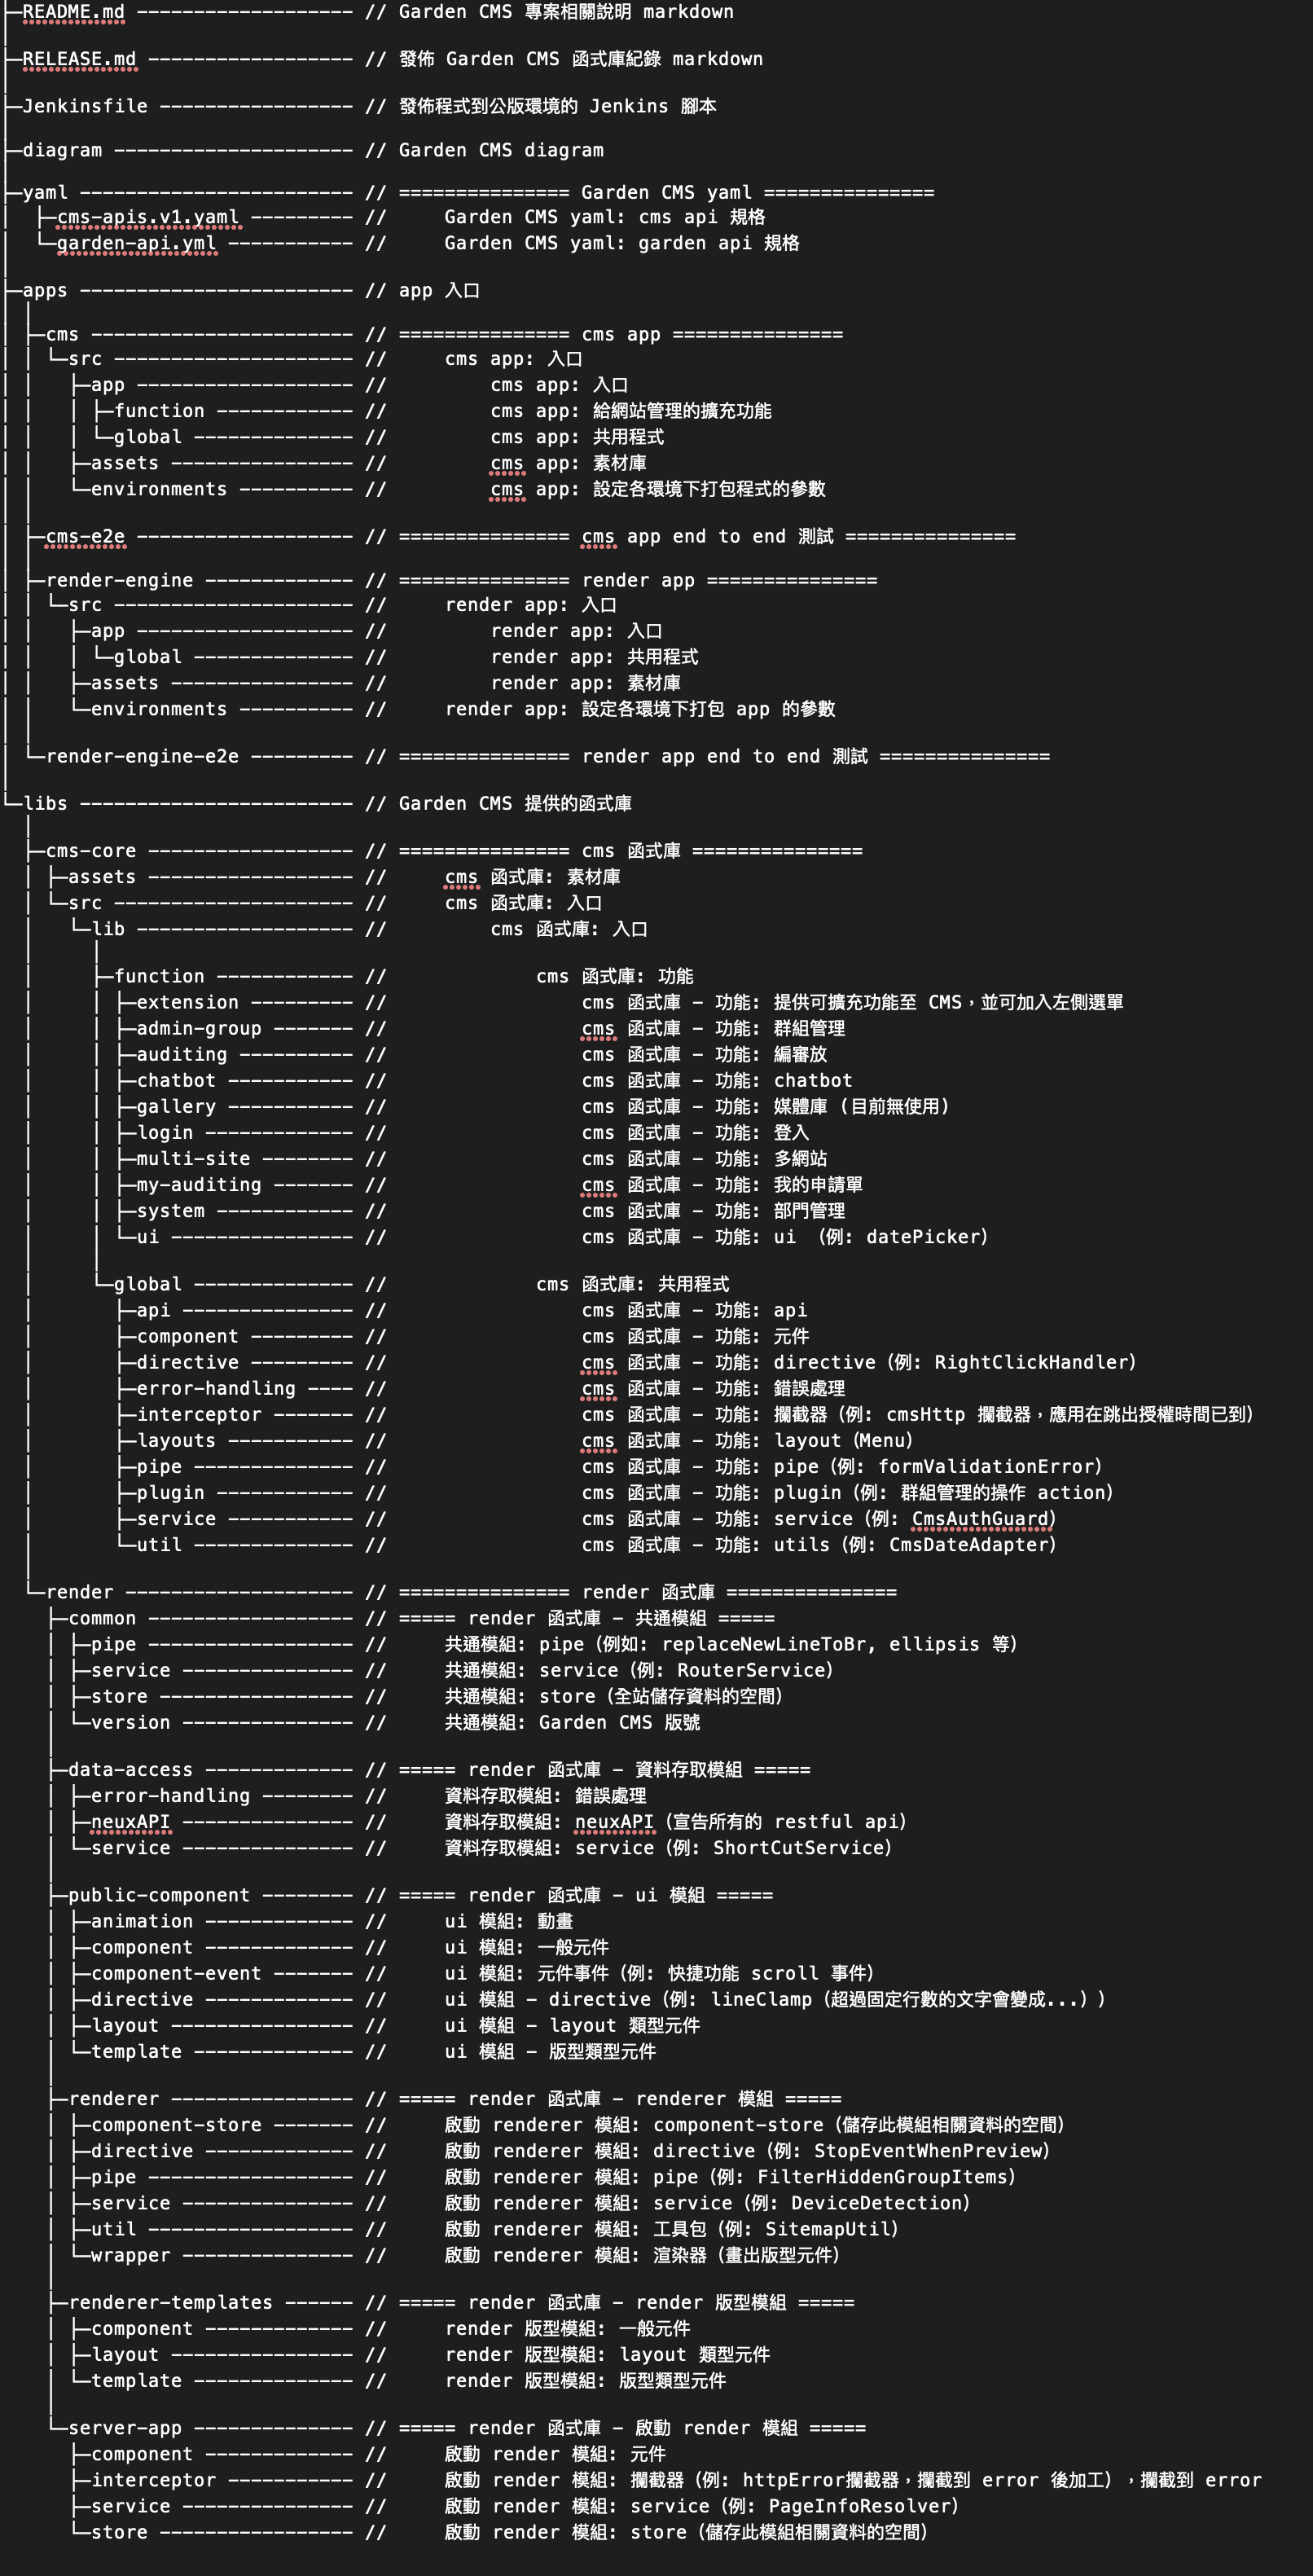 ├─README.md ------------------- // Garden CMS 專案相關說明 markdown
│
├─RELEASE.md ------------------ // 發佈 Garden CMS 函式庫紀錄 markdown
│
├─Jenkinsfile ----------------- // 發佈程式到公版環境的 Jenkins 腳本
│
├─diagram --------------------- // Garden CMS diagram
│
├─yaml ------------------------ // =============== Garden CMS yaml ===============
│  ├─cms-apis.v1.yaml --------- //     Garden CMS yaml: cms api 規格
│  └─garden-api.yml ----------- //     Garden CMS yaml: garden api 規格
│
├─apps ------------------------ // app 入口
│ │
│ ├─cms ----------------------- // =============== cms app ===============
│ │ └─src --------------------- //     cms app: 入口
│ │   ├─app ------------------- //         cms app: 入口
│ │   │ ├─function ------------ //         cms app: 給網站管理的擴充功能
│ │   │ └─global -------------- //         cms app: 共用程式
│ │   ├─assets ---------------- //         cms app: 素材庫
│ │   └─environments ---------- //         cms app: 設定各環境下打包程式的參數
│ │
│ ├─cms-e2e ------------------- // =============== cms app end to end 測試 ===============
│ │
│ ├─render-engine ------------- // =============== render app ===============
│ │ └─src --------------------- //     render app: 入口
│ │   ├─app ------------------- //         render app: 入口
│ │   │ └─global -------------- //         render app: 共用程式
│ │   ├─assets ---------------- //         render app: 素材庫
│ │   └─environments ---------- //     render app: 設定各環境下打包 app 的參數
│ │
│ └─render-engine-e2e --------- // =============== render app end to end 測試 ===============
│
└─libs ------------------------ // Garden CMS 提供的函式庫
  │
  ├─cms-core ------------------ // =============== cms 函式庫 ===============
  │ ├─assets ------------------ //     cms 函式庫: 素材庫
  │ └─src --------------------- //     cms 函式庫: 入口
  │   └─lib ------------------- //         cms 函式庫: 入口
  │     │
  │     ├─function ------------ //             cms 函式庫: 功能
  │     │ ├─extension --------- //                 cms 函式庫 - 功能: 提供可擴充功能至 CMS，並可加入左側選單
  │     │ ├─admin-group ------- //                 cms 函式庫 - 功能: 群組管理
  │     │ ├─auditing ---------- //                 cms 函式庫 - 功能: 編審放
  │     │ ├─chatbot ----------- //                 cms 函式庫 - 功能: chatbot
  │     │ ├─gallery ----------- //                 cms 函式庫 - 功能: 媒體庫 (目前無使用)
  │     │ ├─login ------------- //                 cms 函式庫 - 功能: 登入
  │     │ ├─multi-site -------- //                 cms 函式庫 - 功能: 多網站
  │     │ ├─my-auditing ------- //                 cms 函式庫 - 功能: 我的申請單
  │     │ ├─system ------------ //                 cms 函式庫 - 功能: 部門管理
  │     │ └─ui ---------------- //                 cms 函式庫 - 功能: ui （例: datePicker）
  │     │
  │     └─global -------------- //             cms 函式庫: 共用程式
  │       ├─api --------------- //                 cms 函式庫 - 功能: api
  │       ├─component --------- //                 cms 函式庫 - 功能: 元件
  │       ├─directive --------- //                 cms 函式庫 - 功能: directive（例: RightClickHandler）
  │       ├─error-handling ---- //                 cms 函式庫 - 功能: 錯誤處理
  │       ├─interceptor ------- //                 cms 函式庫 - 功能: 攔截器（例: cmsHttp 攔截器，應用在跳出授權時間已到）
  │       ├─layouts ----------- //                 cms 函式庫 - 功能: layout（Menu）
  │       ├─pipe -------------- //                 cms 函式庫 - 功能: pipe（例: formValidationError）
  │       ├─plugin ------------ //                 cms 函式庫 - 功能: plugin（例: 群組管理的操作 action）
  │       ├─service ----------- //                 cms 函式庫 - 功能: service（例: CmsAuthGuard）
  │       └─util -------------- //                 cms 函式庫 - 功能: utils（例: CmsDateAdapter）
  │
  └─render -------------------- // =============== render 函式庫 ===============
    ├─common ------------------ // ===== render 函式庫 - 共通模組 =====
    │ ├─pipe ------------------ //     共通模組: pipe（例如: replaceNewLineToBr, ellipsis 等）
    │ ├─service --------------- //     共通模組: service（例: RouterService）
    │ ├─store ----------------- //     共通模組: store（全站儲存資料的空間）
    │ └─version --------------- //     共通模組: Garden CMS 版號
    │
    ├─data-access ------------- // ===== render 函式庫 - 資料存取模組 =====
    │ ├─error-handling -------- //     資料存取模組: 錯誤處理
    │ ├─neuxAPI --------------- //     資料存取模組: neuxAPI（宣告所有的 restful api）
    │ └─service --------------- //     資料存取模組: service（例: ShortCutService）
    │
    ├─public-component -------- // ===== render 函式庫 - ui 模組 =====
    │ ├─animation ------------- //     ui 模組: 動畫
    │ ├─component ------------- //     ui 模組: 一般元件
    │ ├─component-event ------- //     ui 模組: 元件事件（例: 快捷功能 scroll 事件）
    │ ├─directive ------------- //     ui 模組 - directive（例: lineClamp（超過固定行數的文字會變成...））
    │ ├─layout ---------------- //     ui 模組 - layout 類型元件
    │ └─template -------------- //     ui 模組 - 版型類型元件
    │
    ├─renderer ---------------- // ===== render 函式庫 - renderer 模組 =====
    │ ├─component-store ------- //     啟動 renderer 模組: component-store（儲存此模組相關資料的空間）
    │ ├─directive ------------- //     啟動 renderer 模組: directive（例: StopEventWhenPreview）
    │ ├─pipe ------------------ //     啟動 renderer 模組: pipe（例: FilterHiddenGroupItems）
    │ ├─service --------------- //     啟動 renderer 模組: service（例: DeviceDetection）
    │ ├─util ------------------ //     啟動 renderer 模組: 工具包（例: SitemapUtil）
    │ └─wrapper --------------- //     啟動 renderer 模組: 渲染器（畫出版型元件）
    │
    ├─renderer-templates ------ // ===== render 函式庫 - render 版型模組 =====
    │ ├─component ------------- //     render 版型模組: 一般元件
    │ ├─layout ---------------- //     render 版型模組: layout 類型元件
    │ └─template -------------- //     render 版型模組: 版型類型元件
    │
    └─server-app -------------- // ===== render 函式庫 - 啟動 render 模組 =====
      ├─component ------------- //     啟動 render 模組: 元件
      ├─interceptor ----------- //     啟動 render 模組: 攔截器（例: httpError攔截器，攔截到 error 後加工），攔截到 error
      ├─service --------------- //     啟動 render 模組: service（例: PageInfoResolver）
      └─store ----------------- //     啟動 render 模組: store（儲存此模組相關資料的空間）